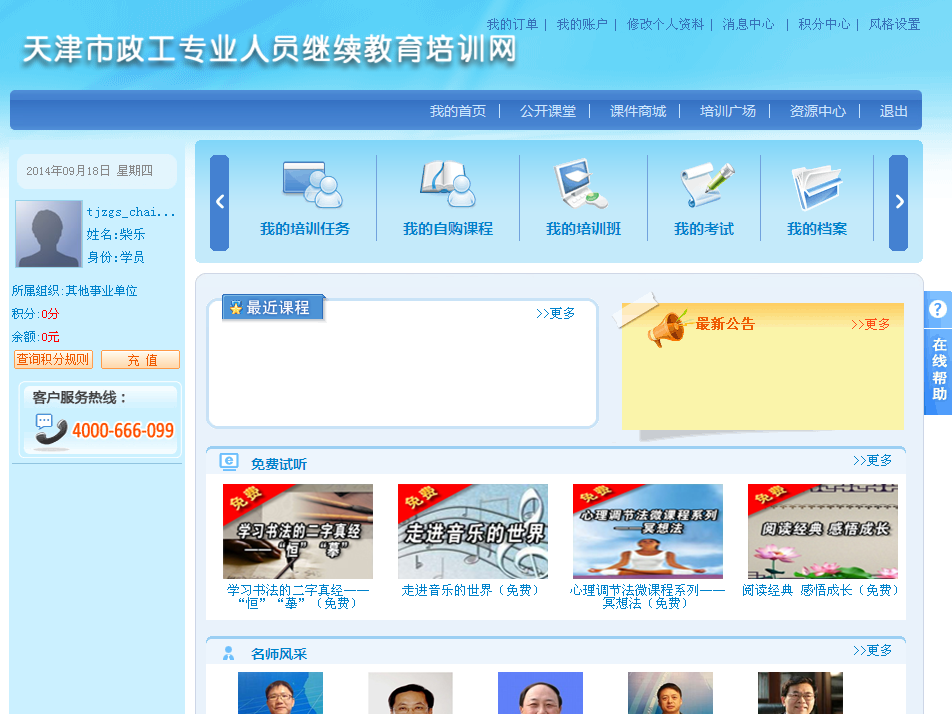 我的订单 | 我的账户 | 修改个人资料 | 消息中心 | 积分中心 | 风格设置
天津市政工专业人员继续教育培训网
我的首页 | 公开课堂 | 课件商城 | 培训广场 | 资源中心 | 退出
2014年09月18日 星期四
tjzgs_chai...
姓名:柴乐
身份:学员
所属组织:其他事业单位
积分:0分
余额:0元
查询积分规则 充 值
客户服务热线：
4000-666-099
我的培训任务 我的自购课程 我的培训班 我的考试 我的档案
最近课程 >>更多
最新公告 >>更多
?
在线帮助
免费试听 >>更多
免费 免费 免费 免费
学习书法的二字真经
——“恒”“摹”
走进音乐的世界
心理调节法微课程系列
——冥想法
阅读经典 感悟成长
学习书法的二字真经——
“恒”“摹”（免费）
走进音乐的世界（免费）
心理调节法微课程系列——
冥想法（免费）
阅读经典 感悟成长（免费）
名师风采 >>更多